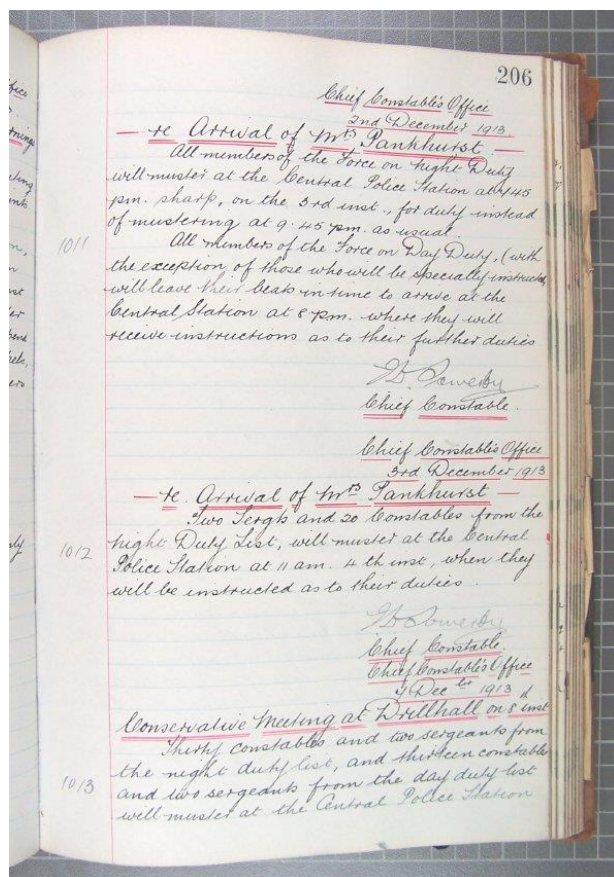 206
Chief Constable's Office
2nd December 1913.
— re Arrival of Mrs Pankhurst. —
All members of the Force on Night Duty
will muster at the Central Police Station at 7.45
pm. sharp, on the 3rd inst., for duty instead
of mustering at 9.45 pm. as usual.
1011
All members of the Force on Day Duty, (with
the exception of those who will be specially instructed,
will leave their beats in time to arrive at the
Central Station at 8 pm. where they will
receive instructions as to their further duties
Chief Constable.
Chief Constable's Office
3rd December 1913
— re. Arrival of Mrs Pankhurst —
Two Sergts and 20 Constables from the
1012
Night Duty List, will muster at the Central
Police Station at 11 am. 4th inst, when they
will be instructed as to their duties.
Chief Constable.
Chief Constable's Office
Dec 1913
Conservative Meeting at Drillhall on 8 inst
Thirty constables and two sergeants from
the night duty list, and thirteen constables
1013
and two sergeants from the day duty list
will muster at the Central Police Station